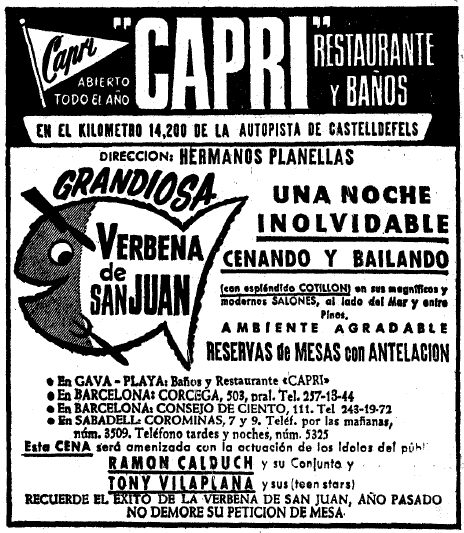 Capri
ABIERTO
TODO EL AÑO
"CAPRI"
RESTAURANTE
Y BAÑOS
EN EL KILOMETRO 14,200 DE LA AUTOPISTA DE CASTELLDEFELS
DIRECCION: HERMANOS PLANELLAS
GRANDIOSA
VERBENA
de
SAN JUAN
UNA NOCHE
INOLVIDABLE
CENANDO Y BAILANDO
(con espléndido COTILLON) en sus magníficos y
modernos SALONES, al lado del Mar y entre
Pinos.
AMBIENTE AGRADABLE
RESERVAS de MESAS con ANTELACION
• En GAVA - PLAYA: Baños y Restaurante «CAPRI»
• En BARCELONA: CORCEGA, 503, pral. Tel. 257-13-44
• En BARCELONA: CONSEJO DE CIENTO, 111. Tel 243-19-72
• En SABADELL: COROMINAS, 7 y 9. Teléf. por las mañanas,
núm. 3509. Teléfono tardes y noches, núm. 5325
Esta CENA será amenizada con la actuación de los ídolos del públi
RAMON CALDUCH y su Conjunto y
TONY VILAPLANA y sus (teen stars)
RECUERDE EL EXITO DE LA VERBENA DE SAN JUAN, AÑO PASADO
NO DEMORE SU PETICION DE MESA